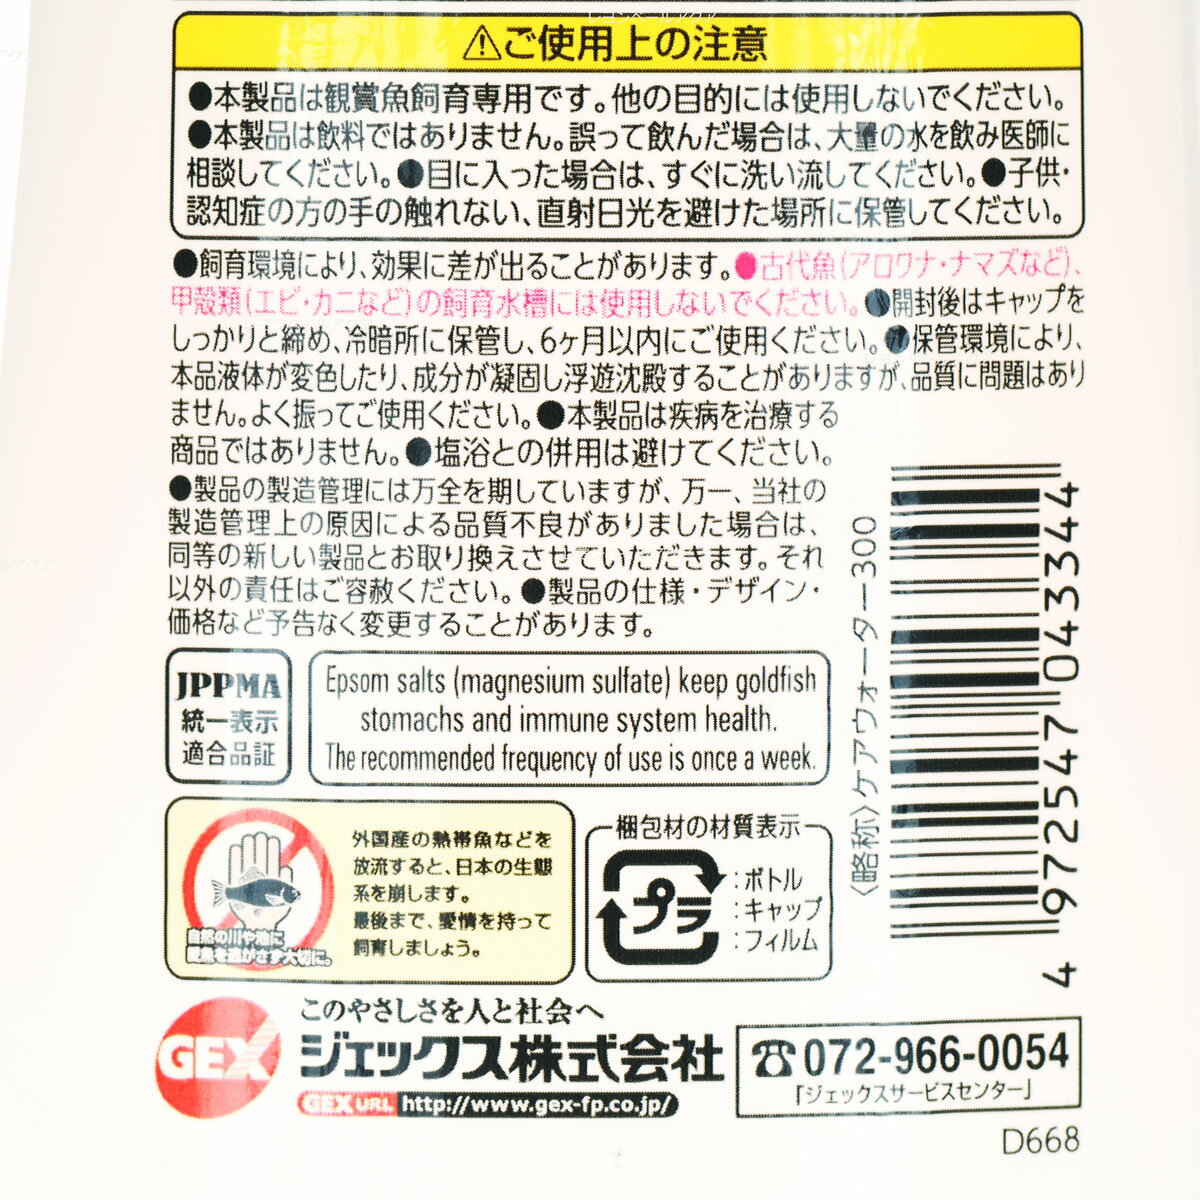 レヨンベールアクア
⚠ご使用上の注意
●本製品は観賞魚飼育専用です。他の目的には使用しないでください。
●本製品は飲料ではありません。誤って飲んだ場合は、大量の水を飲み医師に
相談してください。●目に入った場合は、すぐに洗い流してください。●子供・
認知症の方の手の触れない、直射日光を避けた場所に保管してください。
●飼育環境により、効果に差が出ることがあります。●古代魚(アロワナ・ナマズなど)、
甲殻類(エビ・カニなど)の飼育水槽には使用しないでください。●開封後はキャップを
しっかりと締め、冷暗所に保管し、6ヶ月以内にご使用ください。●保管環境により、
本品液体が変色したり、成分が凝固し浮遊沈殿することがありますが、品質に問題はあり
ません。よく振ってご使用ください。●本製品は疾病を治療する
商品ではありません。●塩浴との併用は避けてください。
●製品の製造管理には万全を期していますが、万一、当社の
製造管理上の原因による品質不良がありました場合は、
同等の新しい製品とお取り換えさせていただきます。それ
以外の責任はご容赦ください。●製品の仕様・デザイン・
価格など予告なく変更することがあります。
〈略称〉ケアウォーター300
4972547043344
JPPMA
統一表示
適合品証
Epsom salts (magnesium sulfate) keep goldfish
stomachs and immune system health.
The recommended frequency of use is once a week.
外国産の熱帯魚などを
放流すると、日本の生態
系を崩します。
最後まで、愛情を持って
飼育しましょう。
自然の川や池に
愛魚を逃がさず大切に。
梱包材の材質表示
プラ
:ボトル
:キャップ
:フィルム
GEX
このやさしさを人と社会へ
ジェックス株式会社
GEX URL http://www.gex-fp.co.jp/
☎072-966-0054
「ジェックスサービスセンター」
D668